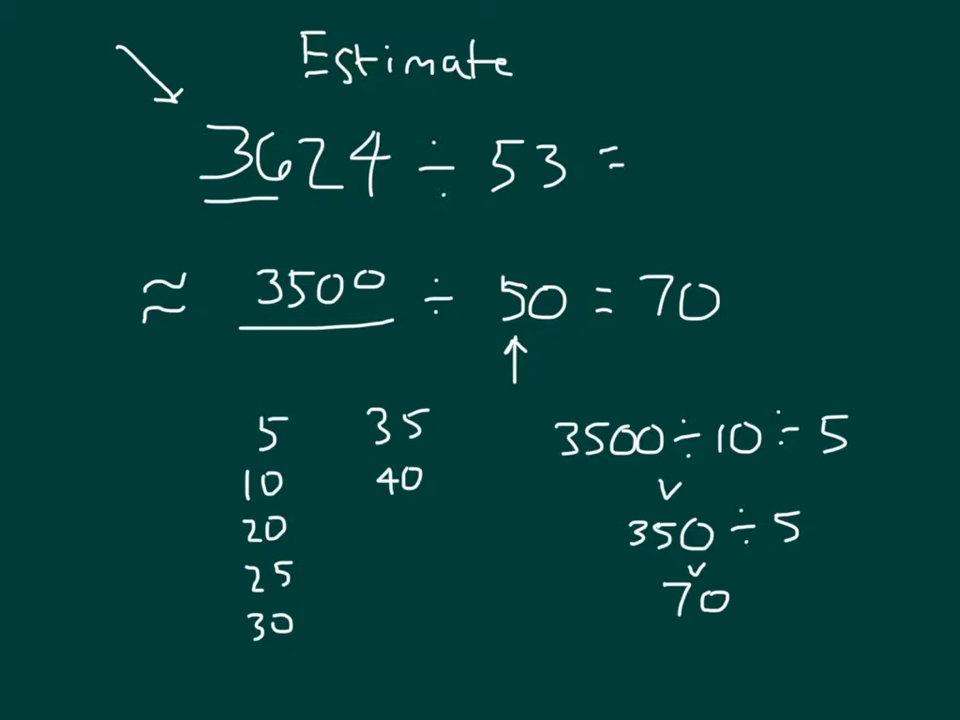 Estimate
3624 ÷ 53 =
≈ 3500 ÷ 50 = 70
5 35
10 40
20
25
30
3500 ÷ 10 ÷ 5
350 ÷ 5
70